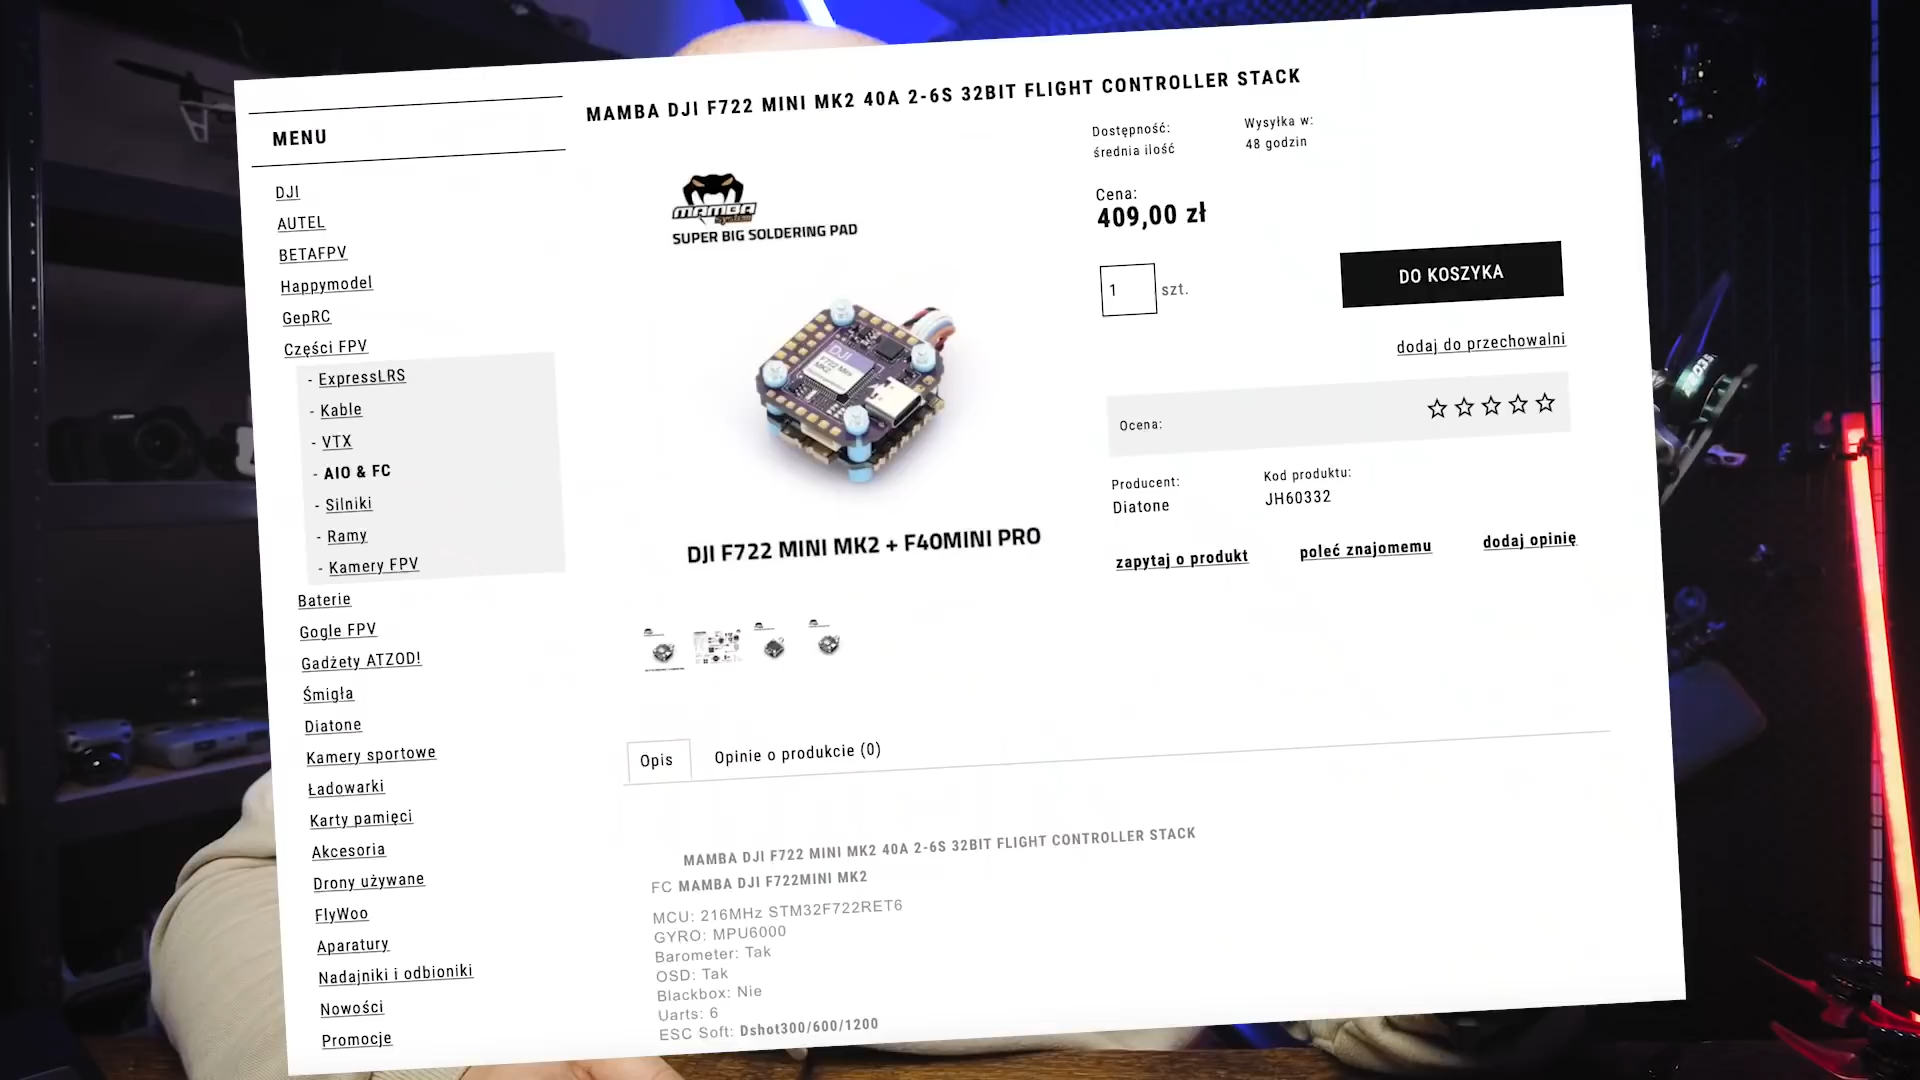 MENU
DJI
AUTEL
BETAFPV
Happymodel
GepRC
Części FPV
- ExpressLRS
- Kable
- VTX
- AIO & FC
- Silniki
- Ramy
- Kamery FPV
Baterie
Gogle FPV
Gadżety ATZOD!
Śmigła
Diatone
Kamery sportowe
Ładowarki
Karty pamięci
Akcesoria
Drony używane
FlyWoo
Aparatury
Nadajniki i odbioniki
Nowości
Promocje
MAMBA DJI F722 MINI MK2 40A 2-6S 32BIT FLIGHT CONTROLLER STACK
MAMBA
SUPER BIG SOLDERING PAD
DJI
F722 Mini
MK2
DJI F722 MINI MK2 + F40MINI PRO
Dostępność:
średnia ilość
Wysyłka w:
48 godzin
Cena:
409,00 zł
1 szt.
DO KOSZYKA
dodaj do przechowalni
Ocena:
Producent:
Diatone
Kod produktu:
JH60332
zapytaj o produkt
poleć znajomemu
dodaj opinię
Opis
Opinie o produkcie (0)
MAMBA DJI F722 MINI MK2 40A 2-6S 32BIT FLIGHT CONTROLLER STACK
FC MAMBA DJI F722MINI MK2
MCU: 216MHz STM32F722RET6
GYRO: MPU6000
Barometer: Tak
OSD: Tak
Blackbox: Nie
Uarts: 6
ESC Soft: Dshot300/600/1200